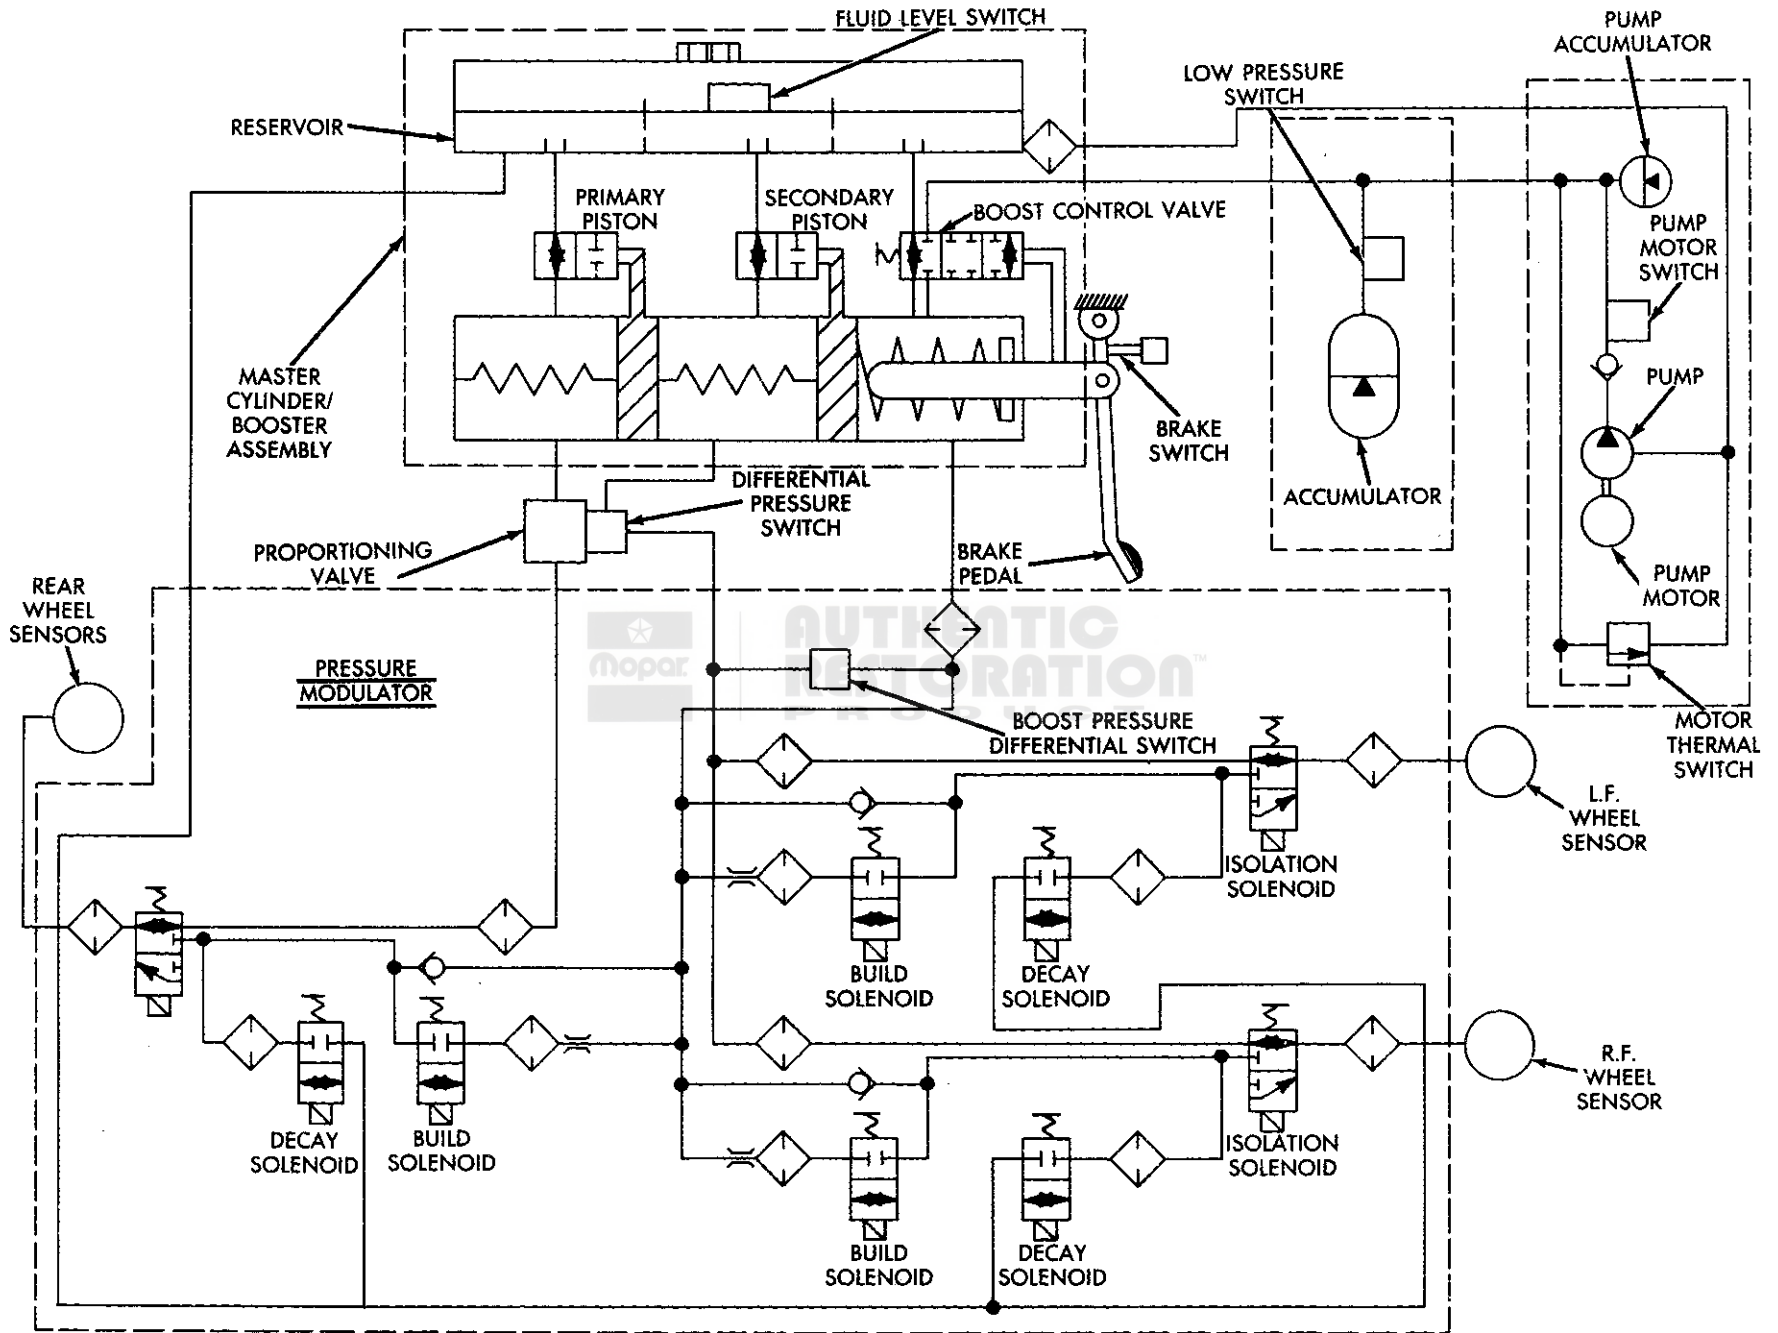 FLUID LEVEL SWITCH
PUMP
ACCUMULATOR
LOW PRESSURE
SWITCH
RESERVOIR
PRIMARY
PISTON
SECONDARY
PISTON
BOOST CONTROL VALVE
PUMP
MOTOR
SWITCH
MASTER
CYLINDER/
BOOSTER
ASSEMBLY
PUMP
BRAKE
SWITCH
DIFFERENTIAL
PRESSURE
SWITCH
ACCUMULATOR
PROPORTIONING
VALVE
BRAKE
PEDAL
PUMP
MOTOR
REAR
WHEEL
SENSORS
PRESSURE
MODULATOR
Mopar
AUTHENTIC
RESTORATION™
PRODUCT
BOOST PRESSURE
DIFFERENTIAL SWITCH
MOTOR
THERMAL
SWITCH
L.F.
WHEEL
SENSOR
ISOLATION
SOLENOID
BUILD
SOLENOID
DECAY
SOLENOID
R.F.
WHEEL
SENSOR
DECAY
SOLENOID
BUILD
SOLENOID
ISOLATION
SOLENOID
BUILD
SOLENOID
DECAY
SOLENOID